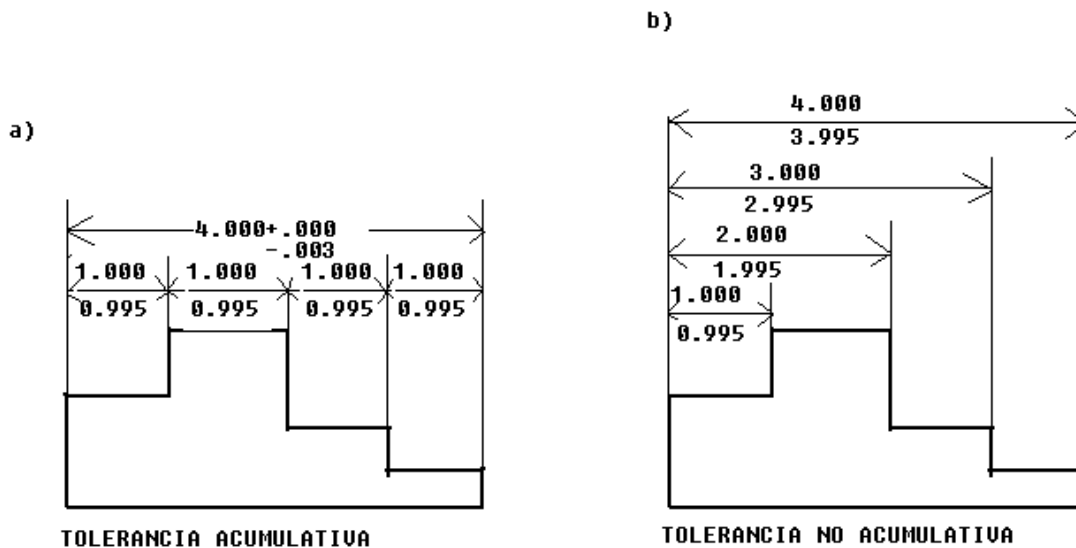 a)
4.000+.000
-.003
1.000 1.000 1.000 1.000
0.995 0.995 0.995 0.995
TOLERANCIA ACUMULATIVA
b)
4.000
3.995
3.000
2.995
2.000
1.995
1.000
0.995
TOLERANCIA NO ACUMULATIVA